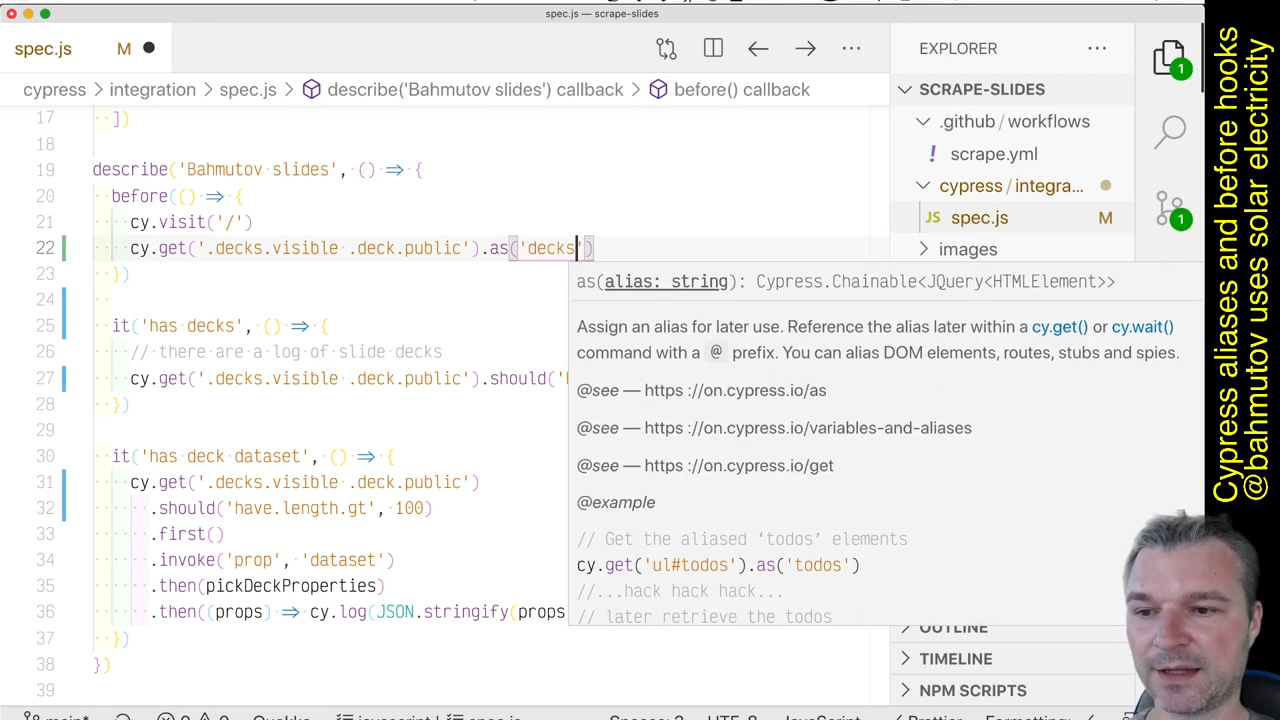 spec.js — scrape-slides
spec.js M
EXPLORER
cypress > integration > spec.js > describe('Bahmutov slides') callback > before() callback
SCRAPE-SLIDES
.github/workflows
! scrape.yml
cypress/integra...
JS spec.js M
images
OUTLINE
TIMELINE
NPM SCRIPTS
1
1
17 ])
18
19 describe('Bahmutov slides', () => {
20 before(() => {
21 cy.visit('/')
22 cy.get('.decks.visible .deck.public').as('decks')
23 })
24
25 it('has decks', () => {
26 // there are a log of slide decks
27 cy.get('.decks.visible .deck.public').should('
28 })
29
30 it('has deck dataset', () => {
31 cy.get('.decks.visible .deck.public')
32 .should('have.length.gt', 100)
33 .first()
34 .invoke('prop', 'dataset')
35 .then(pickDeckProperties)
36 .then((props) => cy.log(JSON.stringify(props
37 })
38 })
39
as(alias: string): Cypress.Chainable<JQuery<HTMLElement>>
Assign an alias for later use. Reference the alias later within a cy.get() or cy.wait()
command with a @ prefix. You can alias DOM elements, routes, stubs and spies.
@see — https ://on.cypress.io/as
@see — https ://on.cypress.io/variables-and-aliases
@see — https ://on.cypress.io/get
@example
// Get the aliased ‘todos’ elements
cy.get('ul#todos').as('todos')
//...hack hack hack...
// later retrieve the todos
Cypress aliases and before hooks
@bahmutov uses solar electricity